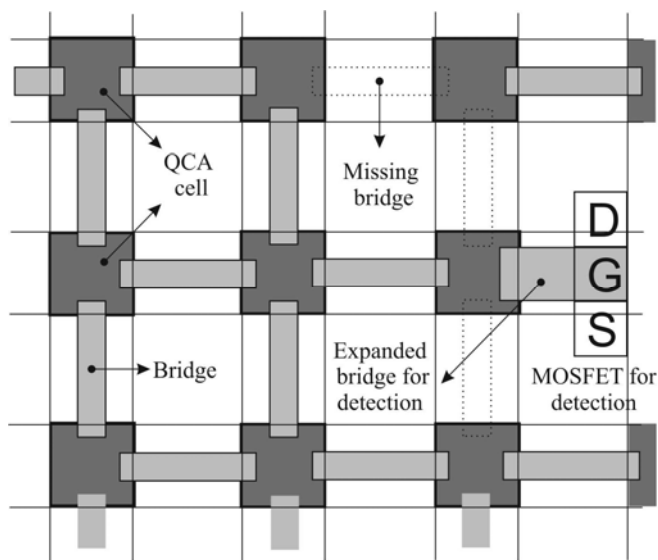 QCA
cell
Missing
bridge
D
G
S
Bridge
Expanded
bridge for
detection
MOSFET for
detection